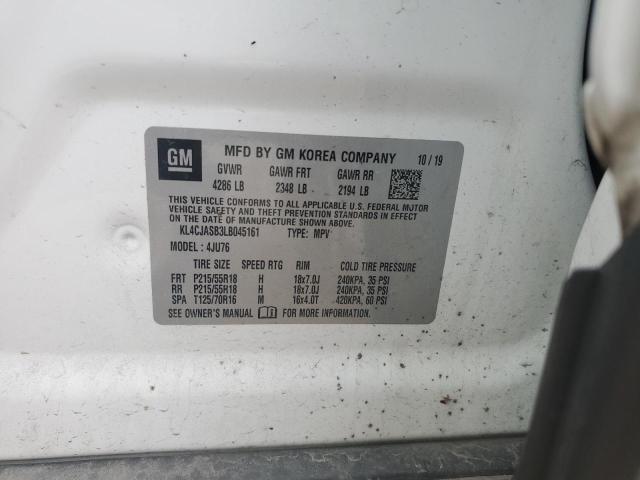 GM MFD BY GM KOREA COMPANY 10 / 19
GVWR GAWR FRT GAWR RR
4286 LB 2348 LB 2194 LB
THIS VEHICLE CONFORMS TO ALL APPLICABLE U.S. FEDERAL MOTOR
VEHICLE SAFETY AND THEFT PREVENTION STANDARDS IN EFFECT
ON THE DATE OF MANUFACTURE SHOWN ABOVE.
KL4CJASB3LB045161 TYPE: MPV
MODEL : 4JU76
TIRE SIZE SPEED RTG RIM COLD TIRE PRESSURE
FRT P215/55R18 H 18x7.0J 240KPA, 35 PSI
RR P215/55R18 H 18x7.0J 240KPA, 35 PSI
SPA T125/70R16 M 16x4.0T 420KPA, 60 PSI
SEE OWNER'S MANUAL FOR MORE INFORMATION.